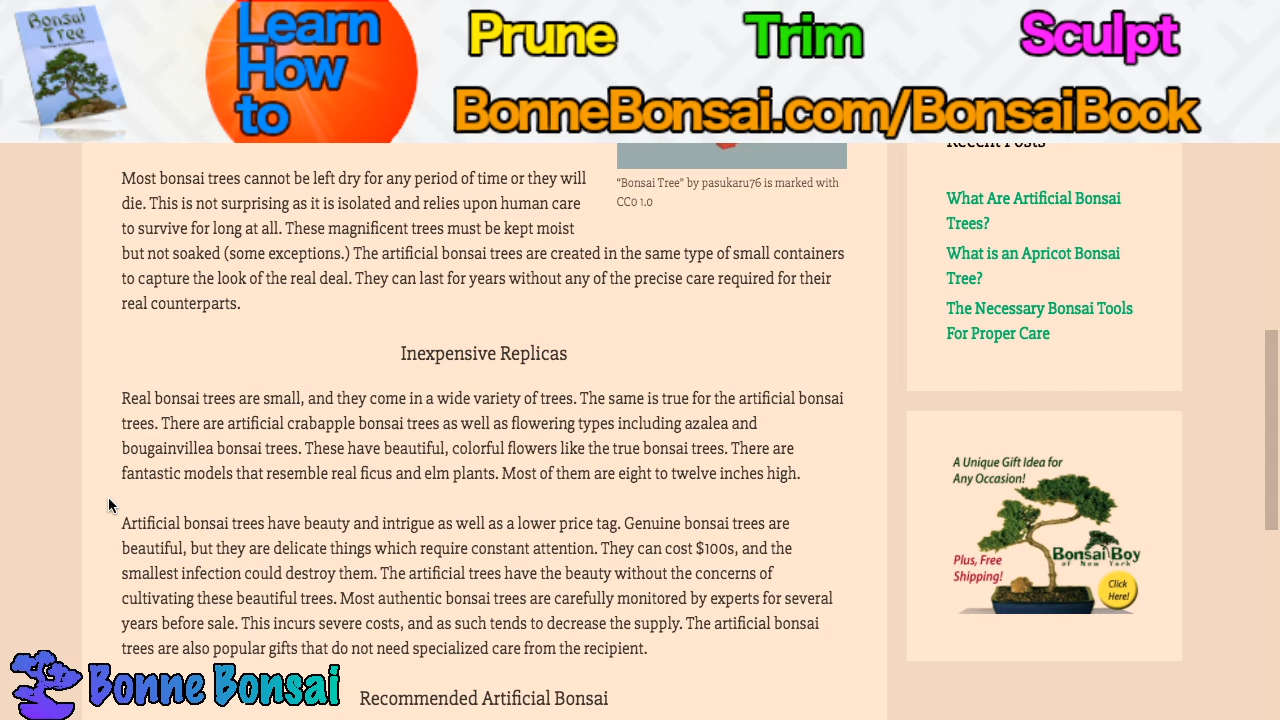 Bonsai
Tree
Learn
How
to
Prune Trim Sculpt
BonneBonsai.com/BonsaiBook
Most bonsai trees cannot be left dry for any period of time or they will
die. This is not surprising as it is isolated and relies upon human care
to survive for long at all. These magnificent trees must be kept moist
but not soaked (some exceptions.) The artificial bonsai trees are created in the same type of small containers
to capture the look of the real deal. They can last for years without any of the precise care required for their
real counterparts.
“Bonsai Tree” by pasukaru76 is marked with
CC0 1.0
Inexpensive Replicas
Real bonsai trees are small, and they come in a wide variety of trees. The same is true for the artificial bonsai
trees. There are artificial crabapple bonsai trees as well as flowering types including azalea and
bougainvillea bonsai trees. These have beautiful, colorful flowers like the true bonsai trees. There are
fantastic models that resemble real ficus and elm plants. Most of them are eight to twelve inches high.
Artificial bonsai trees have beauty and intrigue as well as a lower price tag. Genuine bonsai trees are
beautiful, but they are delicate things which require constant attention. They can cost $100s, and the
smallest infection could destroy them. The artificial trees have the beauty without the concerns of
cultivating these beautiful trees. Most authentic bonsai trees are carefully monitored by experts for several
years before sale. This incurs severe costs, and as such tends to decrease the supply. The artificial bonsai
trees are also popular gifts that do not need specialized care from the recipient.
Recommended Artificial Bonsai
Recent Posts
What Are Artificial Bonsai
Trees?
What is an Apricot Bonsai
Tree?
The Necessary Bonsai Tools
For Proper Care
A Unique Gift Idea for
Any Occasion!
Plus, Free
Shipping!
Bonsai Boy
of New York
Click
Here!
Bonne Bonsai